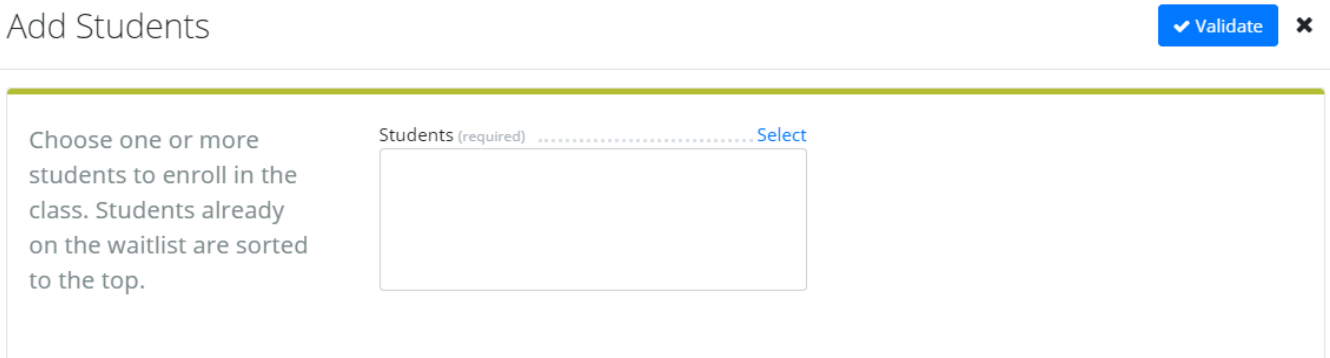 Add Students
Validate
Students (required) Select
Choose one or more
students to enroll in the
class. Students already
on the waitlist are sorted
to the top.